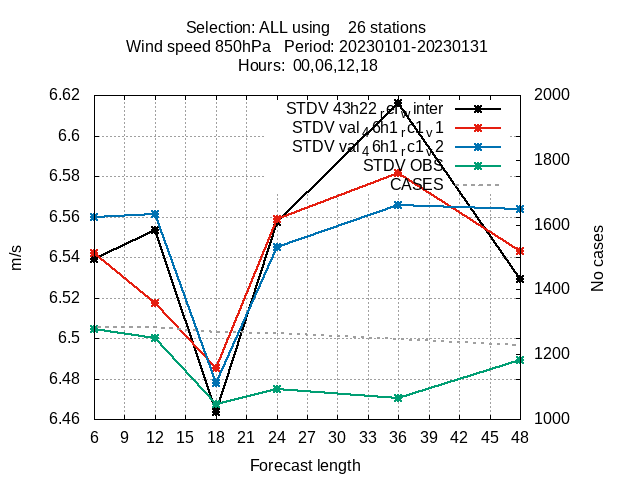 Selection: ALL using 26 stations
Wind speed 850hPa Period: 20230101-20230131
Hours: 00,06,12,18
STDV 43h22_ref_winter
STDV val_46h1_rc1_v1
STDV val_46h1_rc1_v2
STDV OBS
CASES
6.62
6.6
6.58
6.56
6.54
6.52
6.5
6.48
6.46
m/s
2000
1800
1600
1400
1200
1000
No cases
6 9 12 15 18 21 24 27 30 33 36 39 42 45 48
Forecast length